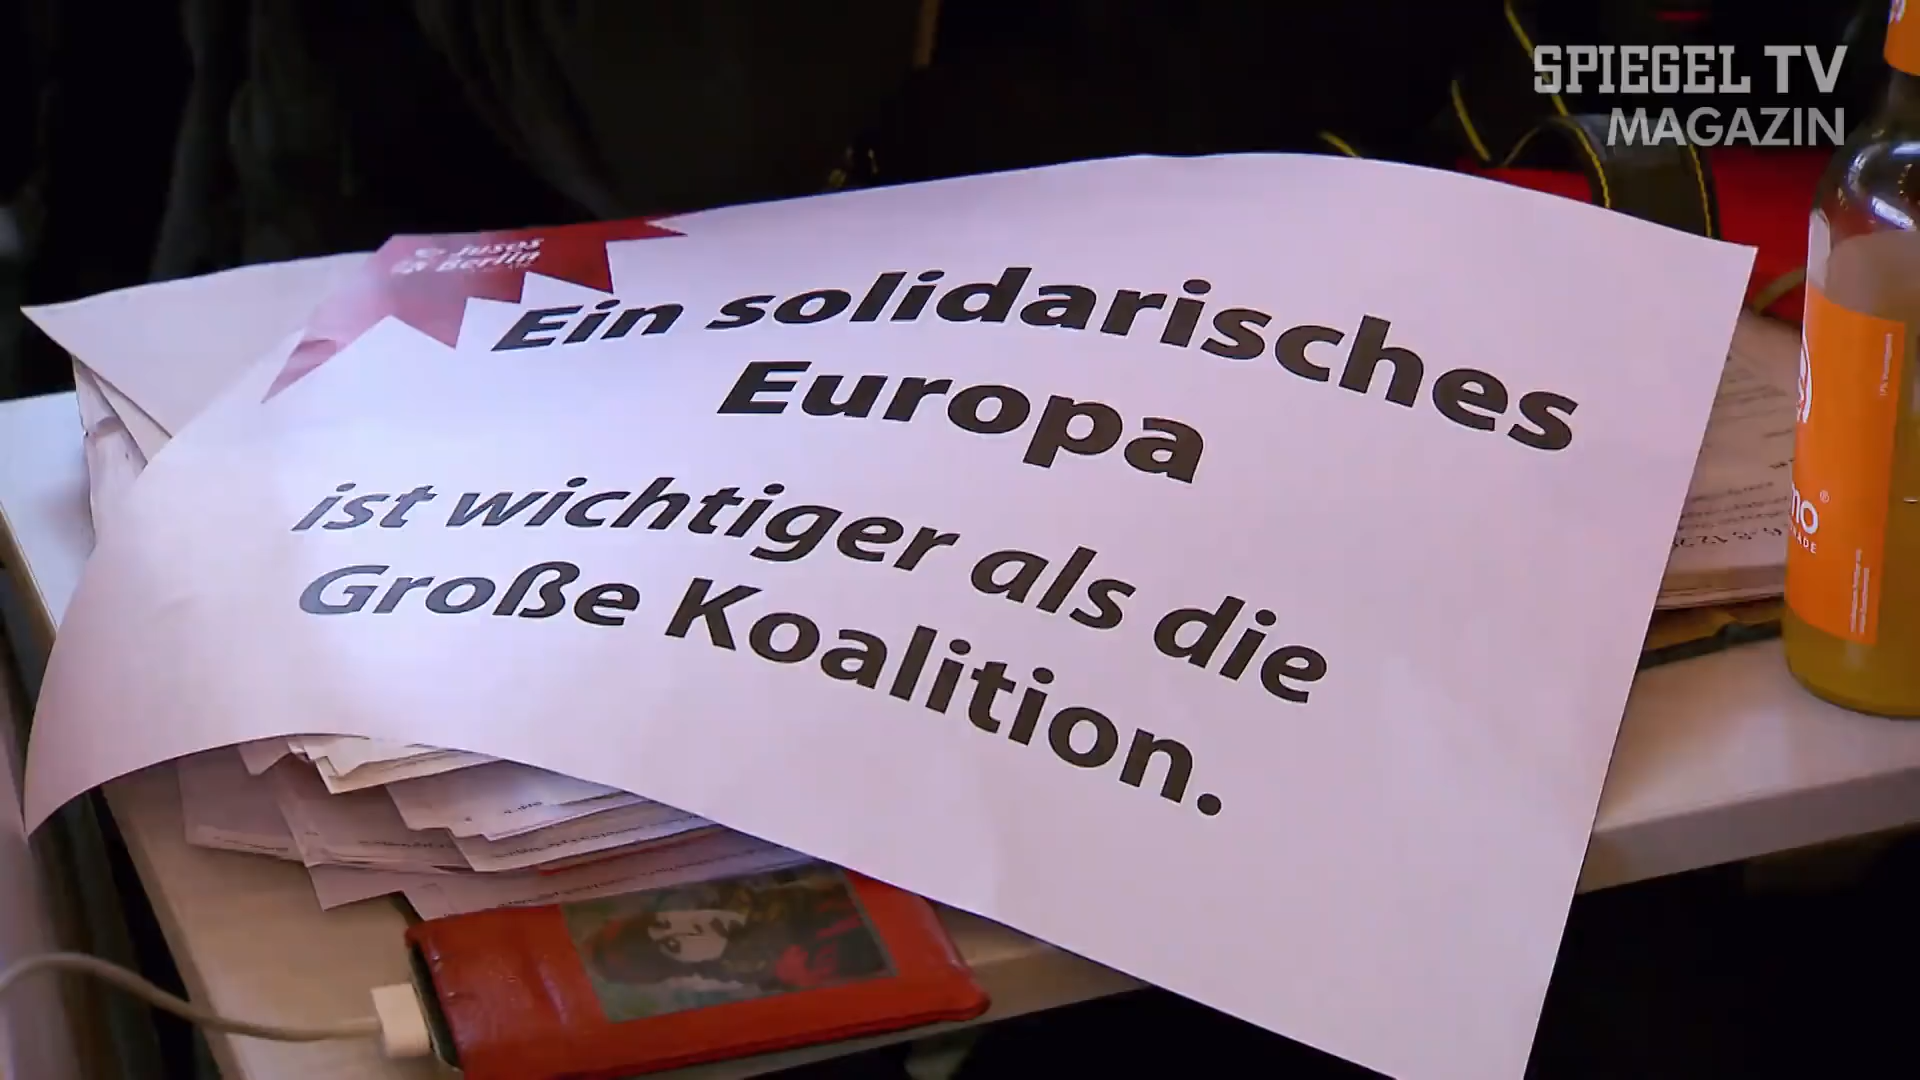 SPIEGEL TV
MAGAZIN
Jusos
Berlin
Ein solidarisches
Europa
ist wichtiger als die
Große Koalition.